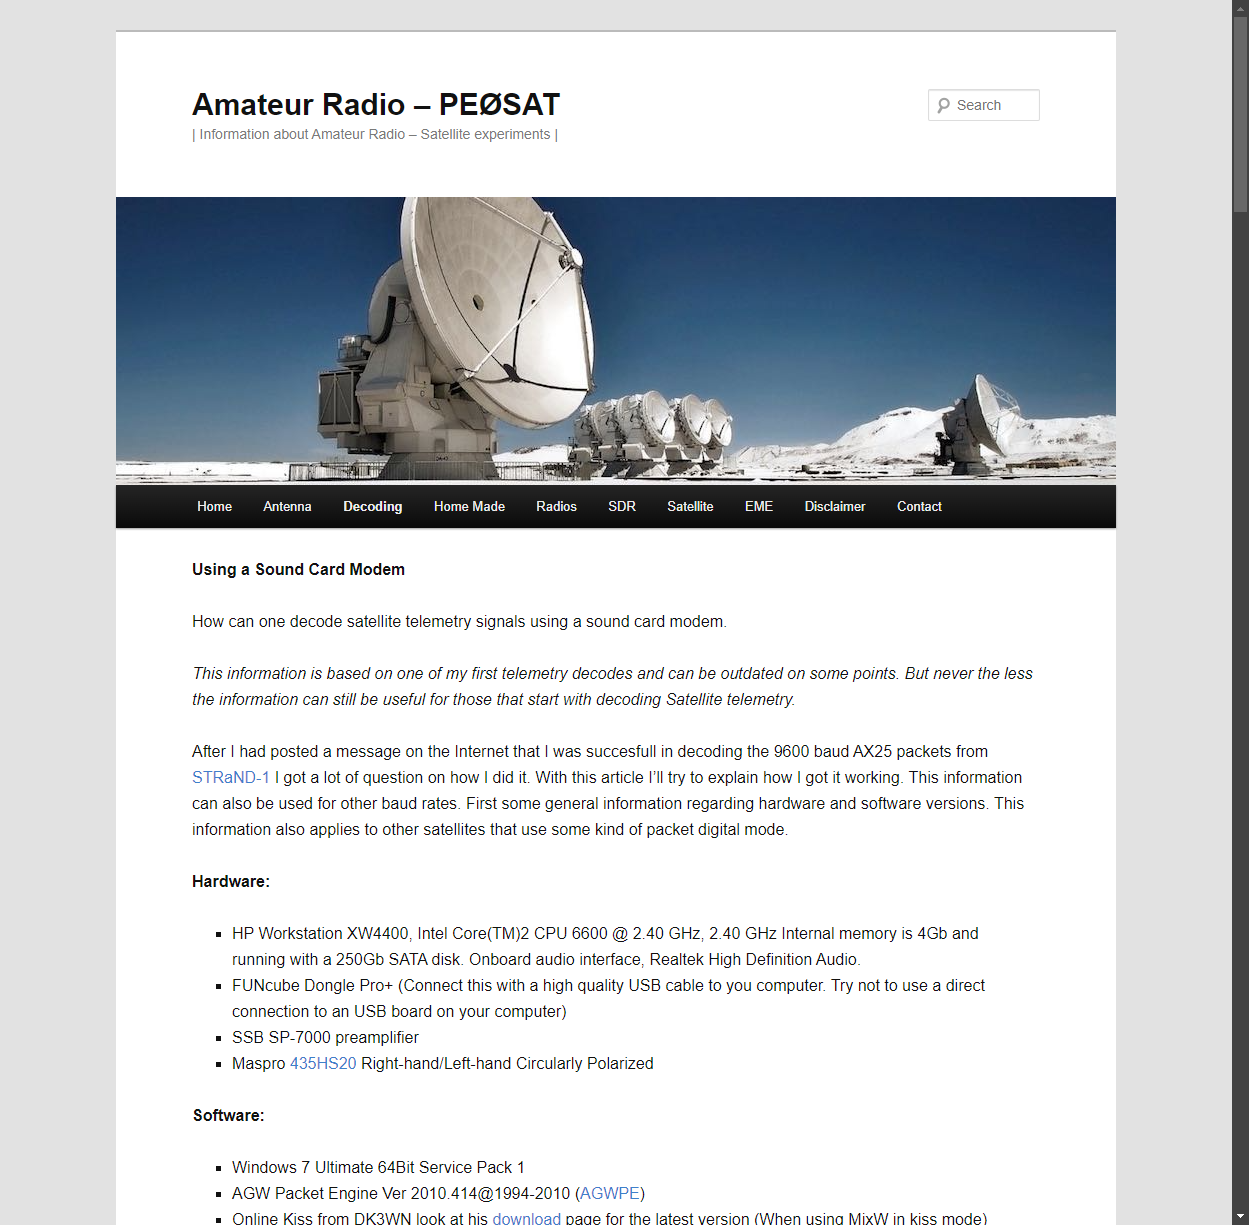 Amateur Radio – PEØSAT
| Information about Amateur Radio – Satellite experiments |
Search
Home Antenna Decoding Home Made Radios SDR Satellite EME Disclaimer Contact
Using a Sound Card Modem
How can one decode satellite telemetry signals using a sound card modem.
This information is based on one of my first telemetry decodes and can be outdated on some points. But never the less
the information can still be useful for those that start with decoding Satellite telemetry.
After I had posted a message on the Internet that I was succesfull in decoding the 9600 baud AX25 packets from
STRaND-1 I got a lot of question on how I did it. With this article I’ll try to explain how I got it working. This information
can also be used for other baud rates. First some general information regarding hardware and software versions. This
information also applies to other satellites that use some kind of packet digital mode.
Hardware:
HP Workstation XW4400, Intel Core(TM)2 CPU 6600 @ 2.40 GHz, 2.40 GHz Internal memory is 4Gb and
running with a 250Gb SATA disk. Onboard audio interface, Realtek High Definition Audio.
FUNcube Dongle Pro+ (Connect this with a high quality USB cable to you computer. Try not to use a direct
connection to an USB board on your computer)
SSB SP-7000 preamplifier
Maspro 435HS20 Right-hand/Left-hand Circularly Polarized
Software:
Windows 7 Ultimate 64Bit Service Pack 1
AGW Packet Engine Ver 2010.414@1994-2010 (AGWPE)
Online Kiss from DK3WN look at his download page for the latest version (When using MixW in kiss mode)